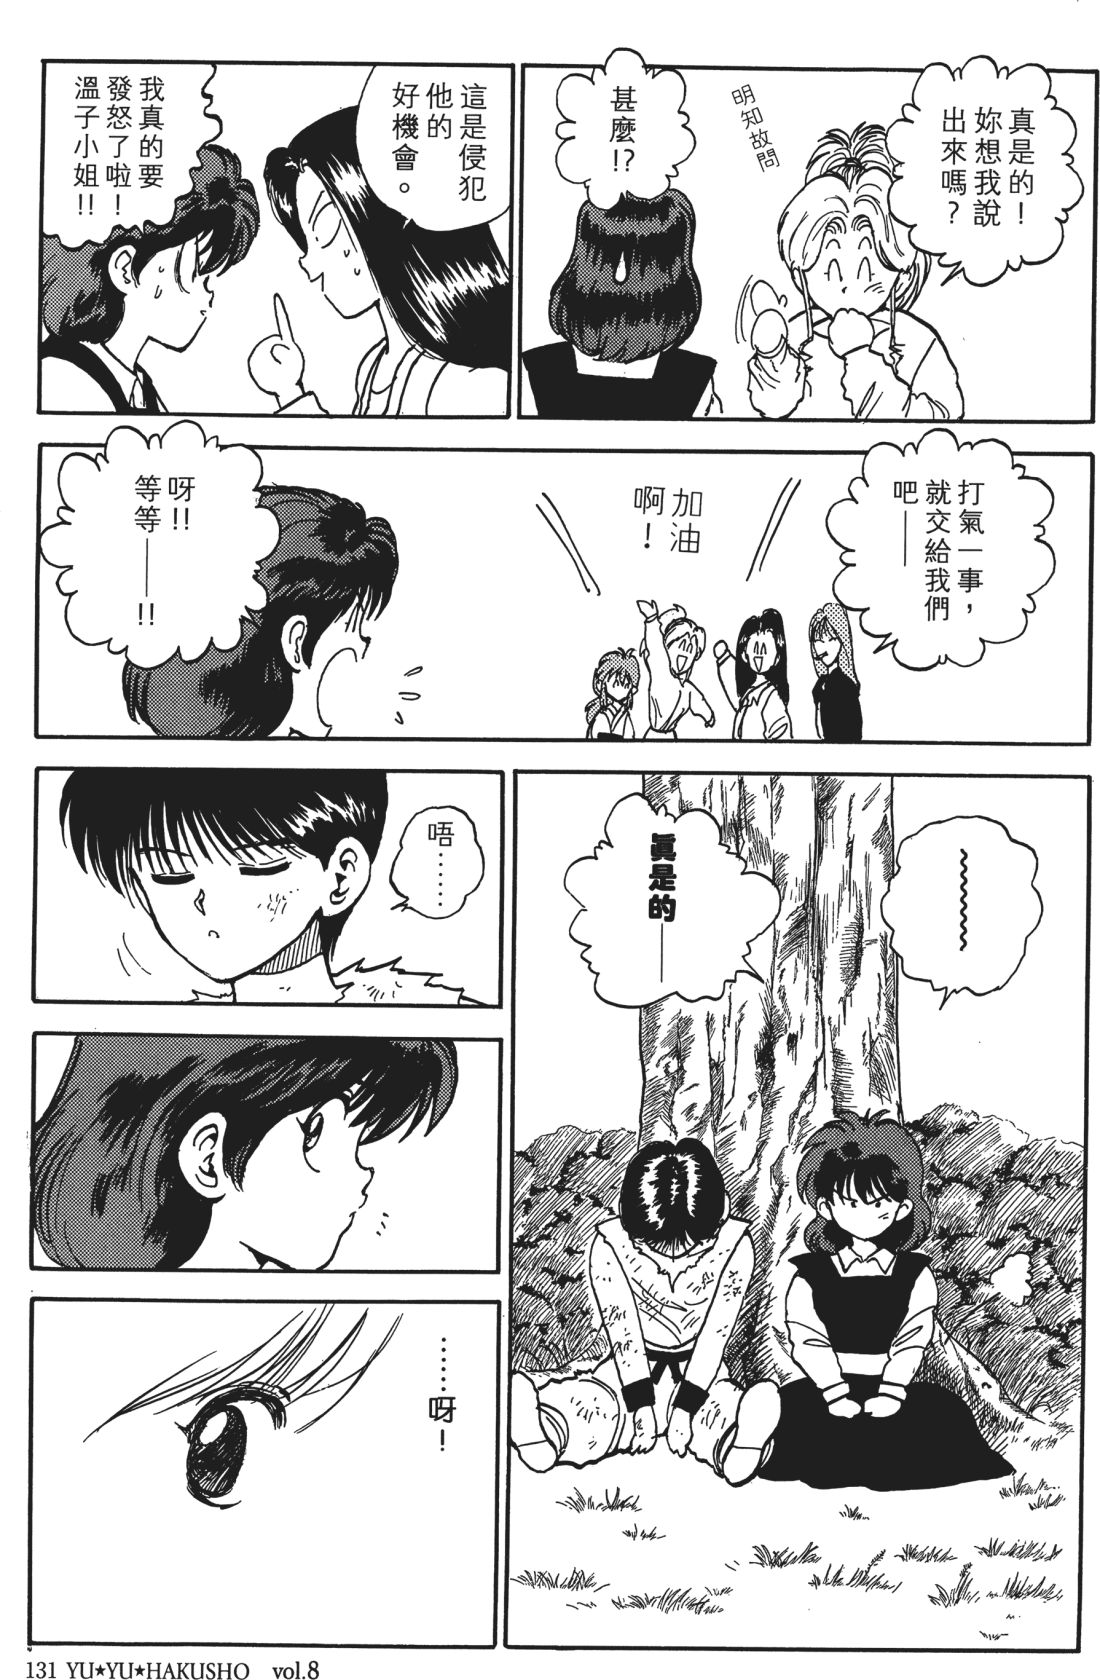 真是的！
妳想我說
出來嗎？
明知故問
甚麼!?
這是侵犯
他的
好機會。
我真的要
發怒了啦！
溫子小姐!!
打氣一事，
就交給我們
吧——
加油
啊！
呀!!
等等——!!
眞是的——
唔………
……呀！
131 YU★YU★HAKUSHO vol.8